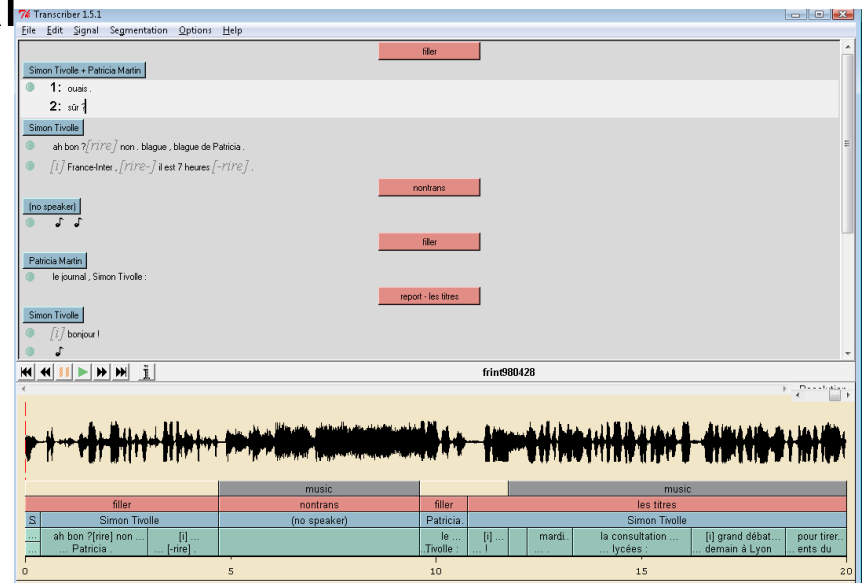 Transcriber 1.5.1
File Edit Signal Segmentation Options Help
filler
Simon Tivolle + Patricia Martin
1: ouais .
2: sûr ?
Simon Tivolle
ah bon ?[rire] non . blague , blague de Patricia .
[i] France-Inter , [rire-] il est 7 heures [-rire] .
nontrans
(no speaker)
filler
Patricia Martin
le journal , Simon Tivolle :
report - les titres
Simon Tivolle
[i] bonjour !
frint980428
music music
filler nontrans filler les titres
S. Simon Tivolle (no speaker) Patricia. Simon Tivolle
... ah bon ?[rire] non ... [i] ... le ... [i] ... mardi.. la consultation ... [i] grand débat... pour tirer..
... ... Patricia . ... [-rire] . ..Tivolle : ... ! ... . ... lycées : ... demain à Lyon ... ents du
0 5 10 15 20